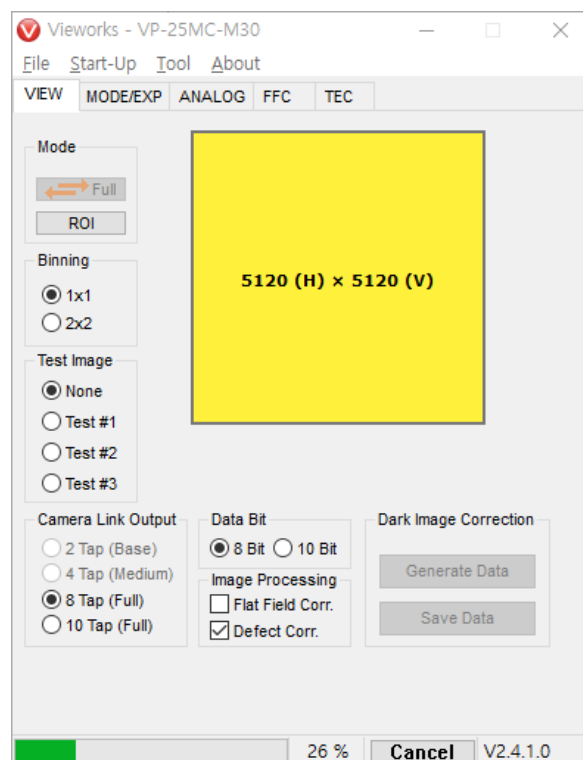 Vieworks - VP-25MC-M30
File Start-Up Tool About
VIEW MODE/EXP ANALOG FFC TEC
Mode
Full
ROI
Binning
1x1
2x2
5120 (H) × 5120 (V)
Test Image
None
Test #1
Test #2
Test #3
Camera Link Output
2 Tap (Base)
4 Tap (Medium)
8 Tap (Full)
10 Tap (Full)
Data Bit
8 Bit 10 Bit
Image Processing
Flat Field Corr.
Defect Corr.
Dark Image Correction
Generate Data
Save Data
26 % Cancel V2.4.1.0